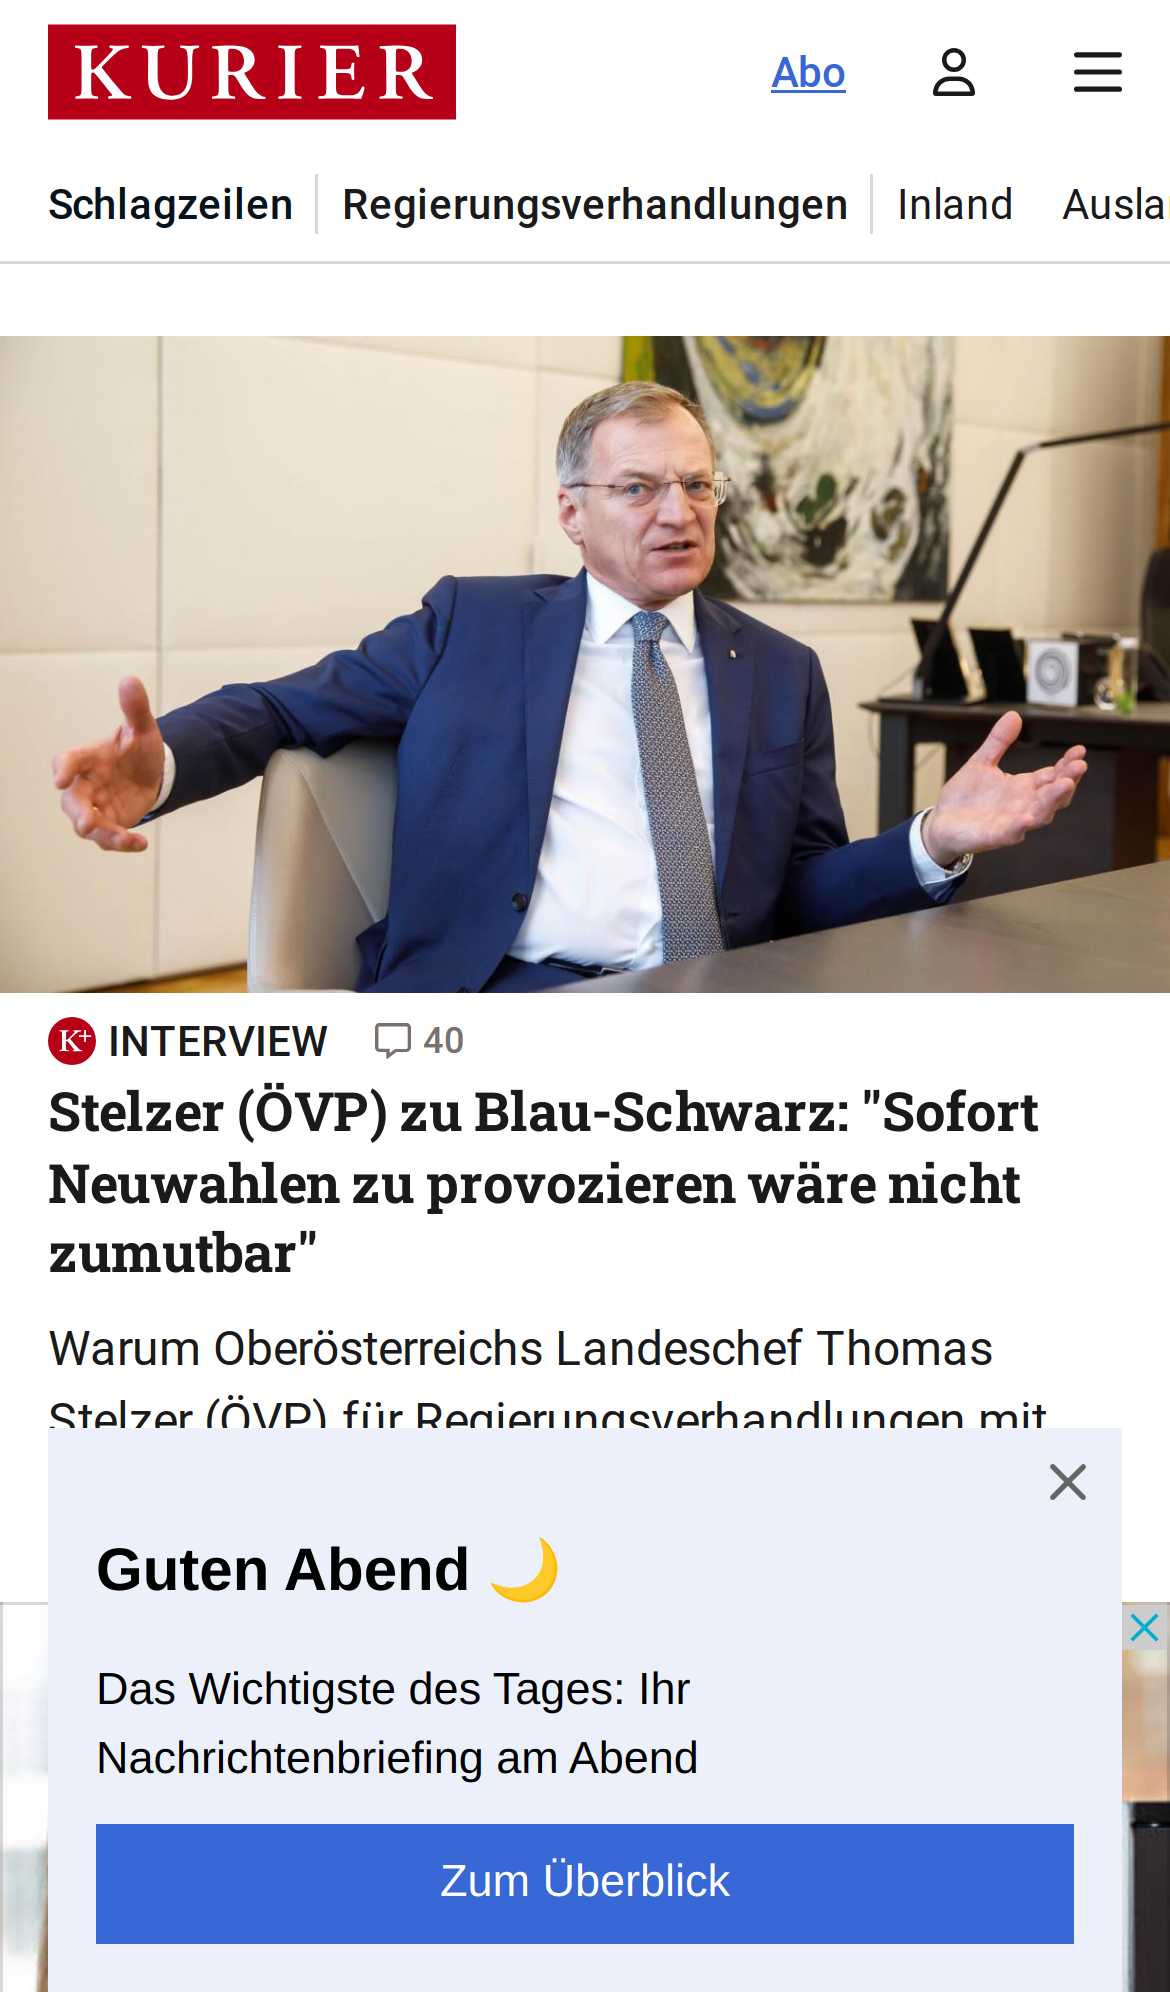 KURIER
Abo
Schlagzeilen
Regierungsverhandlungen
Inland
Ausla
K+ INTERVIEW 40
Stelzer (ÖVP) zu Blau-Schwarz: "Sofort
Neuwahlen zu provozieren wäre nicht
zumutbar"
Warum Oberösterreichs Landeschef Thomas
Stelzer (ÖVP) für Regierungsverhandlungen mit
Guten Abend 🌙
Das Wichtigste des Tages: Ihr
Nachrichtenbriefing am Abend
Zum Überblick